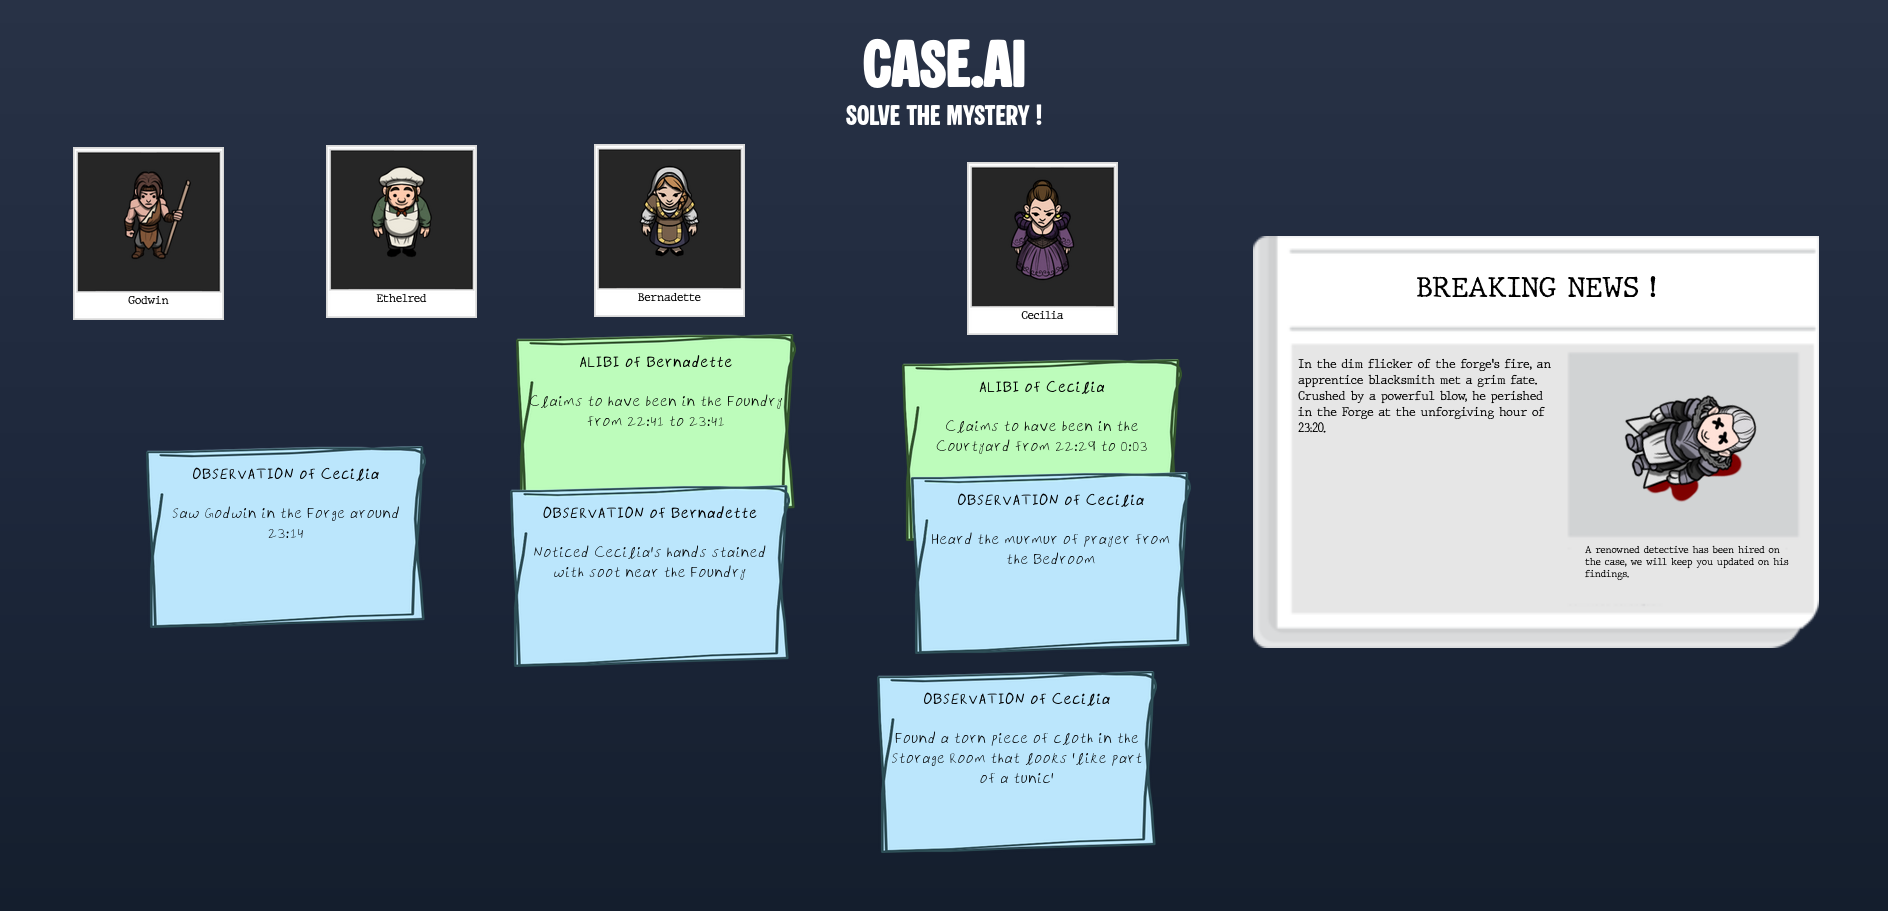 CASE.AI
SOLVE THE MYSTERY !
Godwin
Ethelred
Bernadette
Cecilia
ALIBI of Bernadette
Claims to have been in the Foundry
from 22:41 to 23:41
ALIBI of Cecilia
Claims to have been in the
Courtyard from 22:29 to 0:03
OBSERVATION of Cecilia
Saw Godwin in the Forge around
23:14
OBSERVATION of Bernadette
Noticed Cecilia's hands stained
with soot near the Foundry
OBSERVATION of Cecilia
Heard the murmur of prayer from
the Bedroom
OBSERVATION of Cecilia
Found a torn piece of cloth in the
Storage Room that looks 'like part
of a tunic'
BREAKING NEWS !
In the dim flicker of the forge's fire, an
apprentice blacksmith met a grim fate.
Crushed by a powerful blow, he perished
in the Forge at the unforgiving hour of
23:20.
A renowned detective has been hired on
the case, we will keep you updated on his
findings.